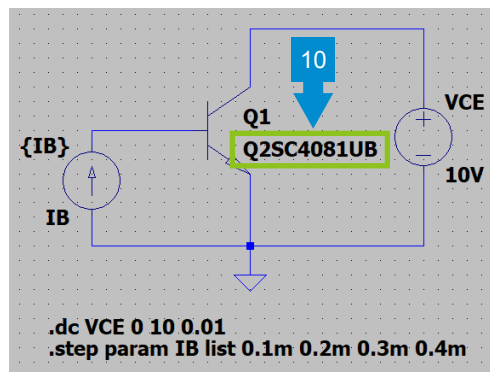 10
VCE
Q1
{IB}
Q2SC4081UB
10V
IB
.dc VCE 0 10 0.01
.step param IB list 0.1m 0.2m 0.3m 0.4m